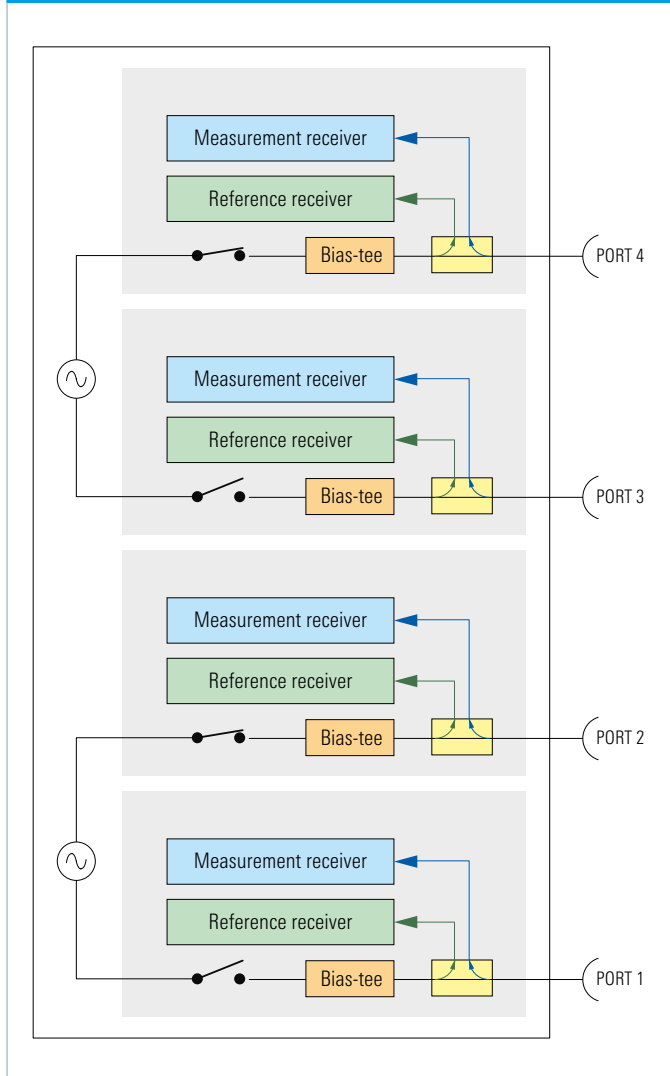 Measurement receiver
Reference receiver
Bias-tee
PORT 4
Measurement receiver
Reference receiver
Bias-tee
PORT 3
Measurement receiver
Reference receiver
Bias-tee
PORT 2
Measurement receiver
Reference receiver
Bias-tee
PORT 1